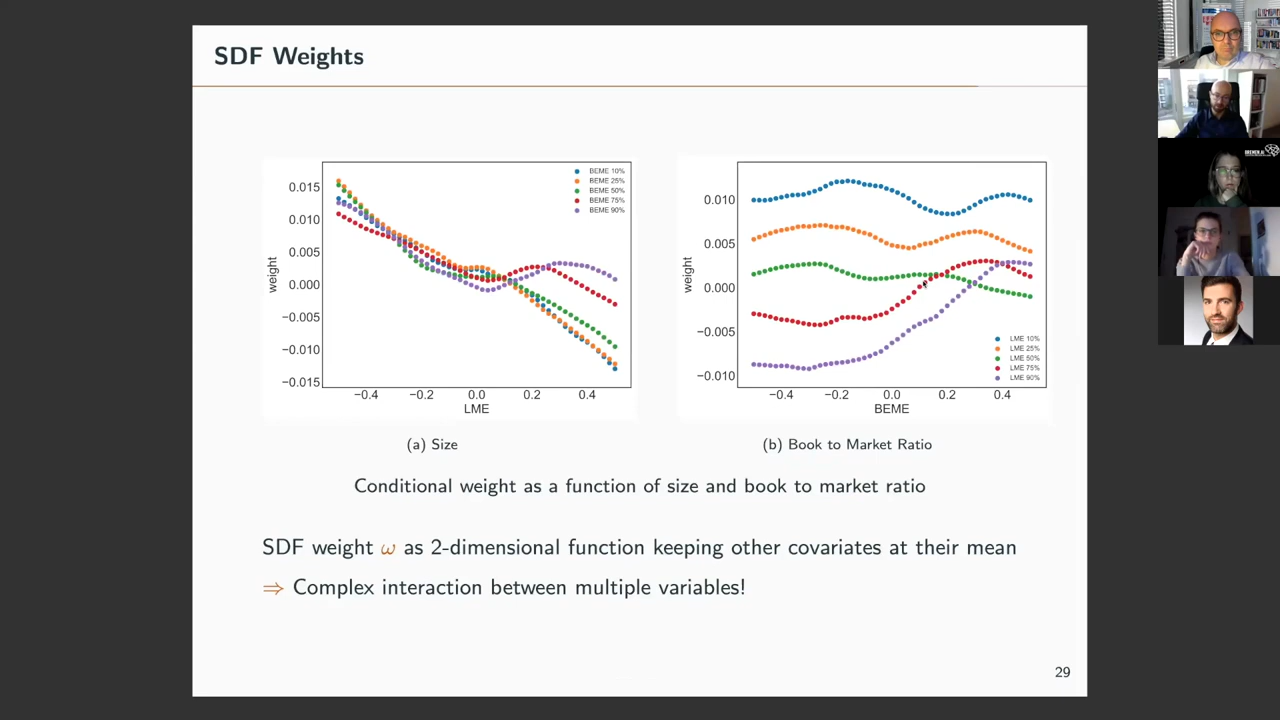 SDF Weights
BEME 10%
BEME 25%
BEME 50%
BEME 75%
BEME 90%
0.015
0.010
0.005
0.000
−0.005
−0.010
−0.015
weight
−0.4 −0.2 0.0 0.2 0.4
LME
(a) Size
0.010
0.005
0.000
−0.005
−0.010
weight
LME 10%
LME 25%
LME 50%
LME 75%
LME 90%
−0.4 −0.2 0.0 0.2 0.4
BEME
(b) Book to Market Ratio
Conditional weight as a function of size and book to market ratio
SDF weight ω as 2-dimensional function keeping other covariates at their mean
⇒ Complex interaction between multiple variables!
29
BREMEN.AI